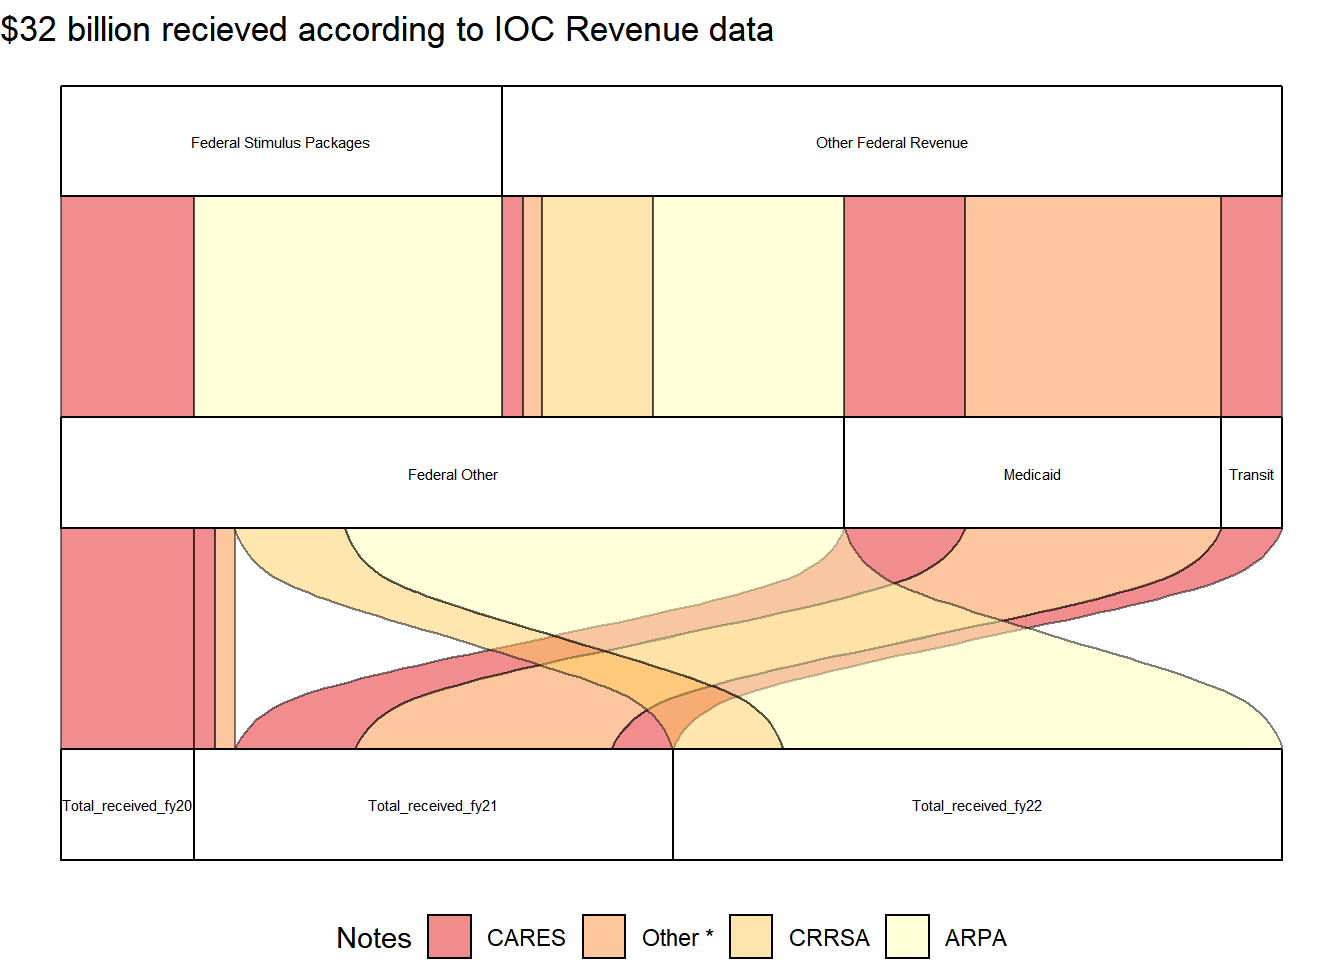 $32 billion recieved according to IOC Revenue data
Federal Stimulus Packages
Other Federal Revenue
Federal Other
Medicaid
Transit
Total_received_fy20
Total_received_fy21
Total_received_fy22
Notes
CARES
Other *
CRRSA
ARPA